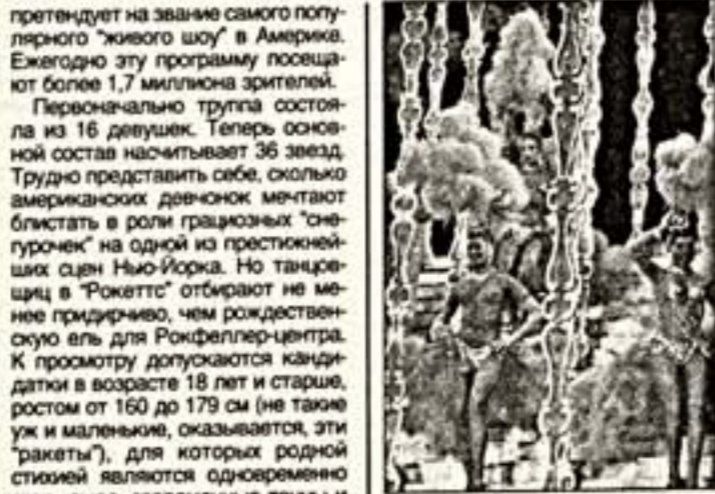 претендует на звание самого попу-
лярного "живого шоу" в Америке.
Ежегодно эту программу посеща-
ют более 1,7 миллиона зрителей.
Первоначально труппа состоя-
ла из 16 девушек. Теперь основ-
ной состав насчитывает 36 звезд.
Трудно представить себе, сколько
американских девчонок мечтают
блистать в роли грациозных "сне-
гурочек" на одной из престижней-
ших сцен Нью-Йорка. Но танцов-
щиц в "Рокеттс" отбирают не ме-
нее придирчиво, чем рождествен-
скую ель для Рокфеллер-центра.
К просмотру допускаются канди-
датки в возрасте 18 лет и старше,
ростом от 160 до 179 см (не такие
уж и маленькие, оказывается, эти
"ракеты"), для которых родной
стихией являются одновременно